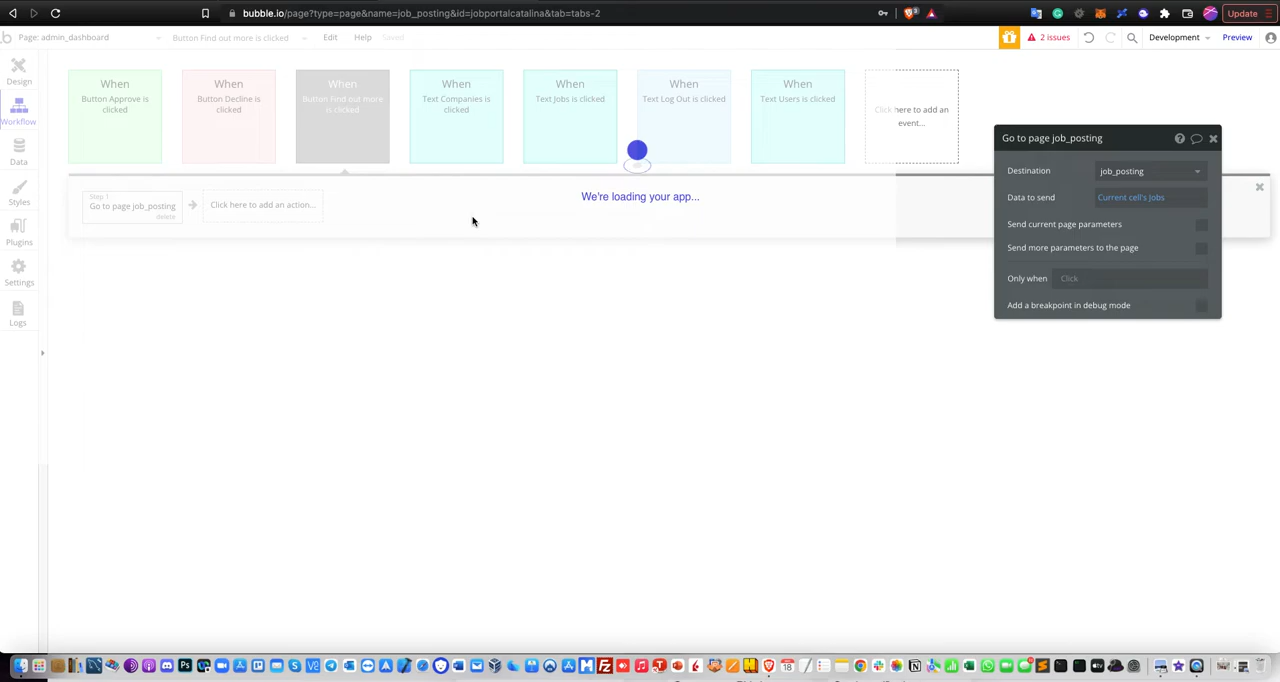 bubble.io/page?type=page&name=job_posting&id=jobportalcatalina&tab=tabs-2
Update
Page: admin_dashboard
Button Find out more is clicked
Edit
Help
Saved
2 issues
Development
Preview
Design
Workflow
Data
Styles
Plugins
Settings
Logs
When
Button Approve is
clicked
When
Button Decline is
clicked
When
Button Find out more
is clicked
When
Text Companies is
clicked
When
Text Jobs is clicked
When
Text Log Out is clicked
When
Text Users is clicked
Click here to add an
event...
Step 1
Go to page job_posting
delete
Click here to add an action...
We're loading your app...
Go to page job_posting
Destination
job_posting
Data to send
Current cell's Jobs
Send current page parameters
Send more parameters to the page
Only when
Click
Add a breakpoint in debug mode